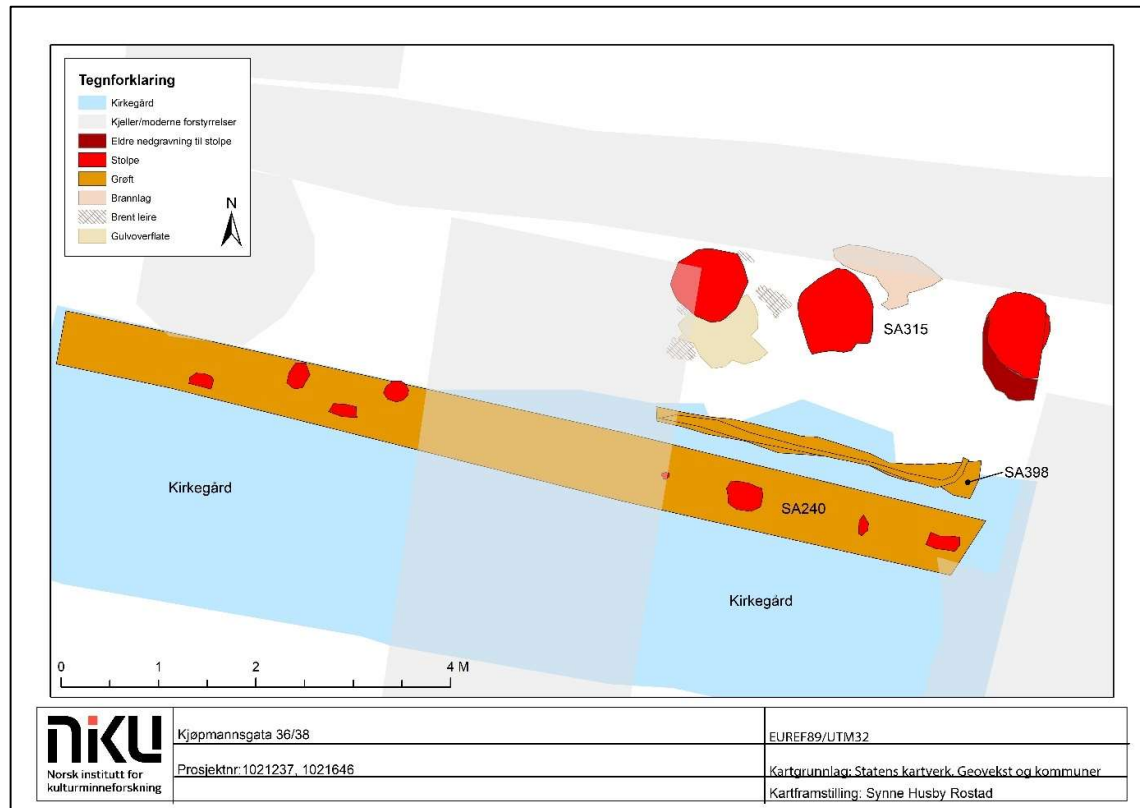 Tegnforklaring
Kirkegård
Kjeller/moderne forstyrrelser
Eldre nedgravning til stolpe
Stolpe
Grøft
Brannlag
Brent leire
Gulvoverflate
N
SA315
SA398
SA240
Kirkegård
Kirkegård
0 1 2 4 M
NIKU
Norsk institutt for
kulturminneforskning
Kjøpmannsgata 36/38
Prosjektnr:1021237, 1021646
EUREF89/UTM32
Kartgrunnlag: Statens kartverk. Geovekst og kommuner
Kartframstilling: Synne Husby Rostad